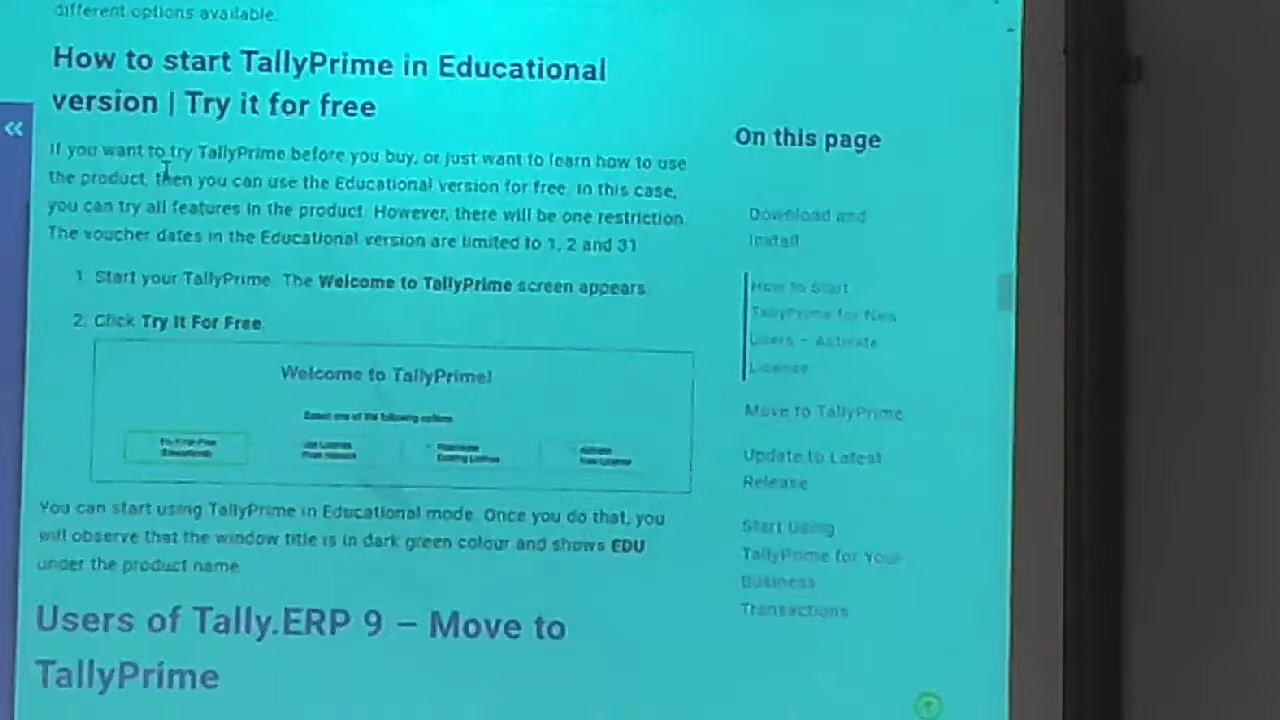 different options available.
How to start TallyPrime in Educational
version | Try it for free
If you want to try TallyPrime before you buy, or just want to learn how to use
the product, then you can use the Educational version for free. In this case,
you can try all features in the product. However, there will be one restriction.
The voucher dates in the Educational version are limited to 1, 2 and 31.
1. Start your TallyPrime. The Welcome to TallyPrime screen appears.
2. Click Try It For Free.
Welcome to TallyPrime!
Select one of the following options
You can start using TallyPrime in Educational mode. Once you do that, you
will observe that the window title is in dark green colour and shows EDU
under the product name.
Users of Tally.ERP 9 – Move to
TallyPrime
On this page
Download and
Install
How to Start
TallyPrime for New
Users – Activate
License
Move to TallyPrime
Update to Latest
Release
Start Using
TallyPrime for Your
Business
Transactions